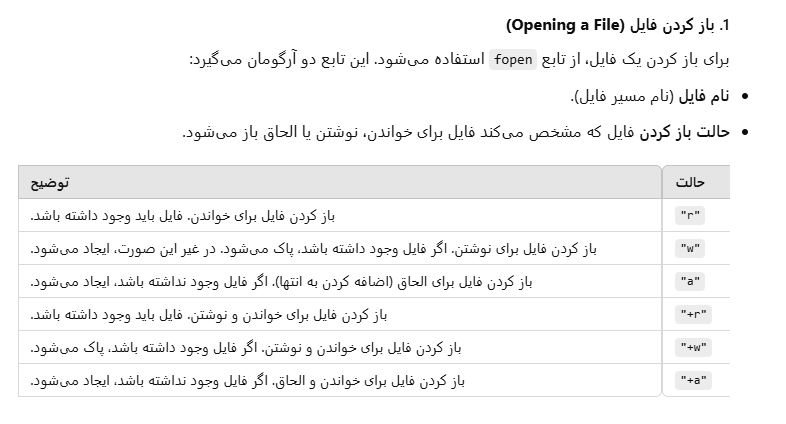 1. باز کردن فایل (Opening a File)
برای باز کردن یک فایل، از تابع fopen استفاده می‌شود. این تابع دو آرگومان می‌گیرد:
• نام فایل (نام مسیر فایل).
• حالت باز کردن فایل که مشخص می‌کند فایل برای خواندن، نوشتن یا الحاق باز می‌شود.
حالت توضیح
"r" باز کردن فایل برای خواندن. فایل باید وجود داشته باشد.
"w" باز کردن فایل برای نوشتن. اگر فایل وجود داشته باشد، پاک می‌شود. در غیر این صورت، ایجاد می‌شود.
"a" باز کردن فایل برای الحاق (اضافه کردن به انتها). اگر فایل وجود نداشته باشد، ایجاد می‌شود.
"+r" باز کردن فایل برای خواندن و نوشتن. فایل باید وجود داشته باشد.
"+w" باز کردن فایل برای خواندن و نوشتن. اگر فایل وجود داشته باشد، پاک می‌شود.
"+a" باز کردن فایل برای خواندن و الحاق. اگر فایل وجود نداشته باشد، ایجاد می‌شود.